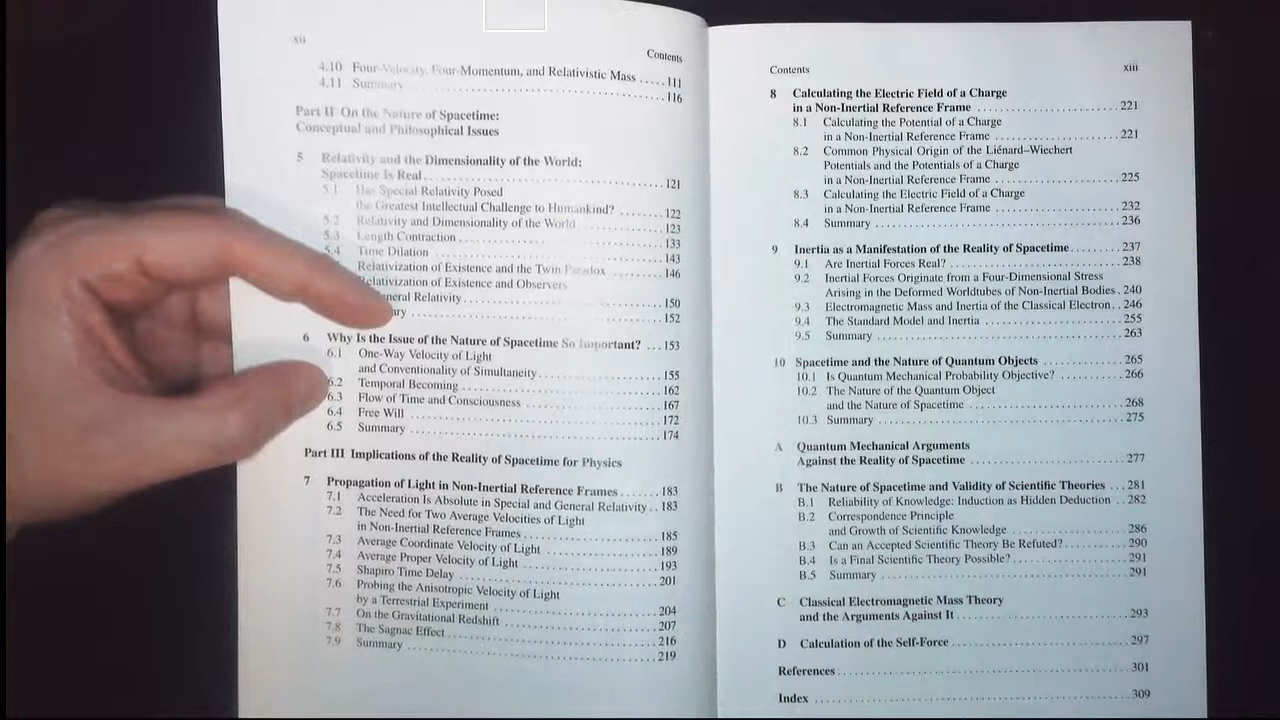 xii
Contents
4.10 Four-Velocity, Four-Momentum, and Relativistic Mass ..... 111
4.11 Summary ..... 116
Part II On the Nature of Spacetime:
Conceptual and Philosophical Issues
5 Relativity and the Dimensionality of the World:
Spacetime Is Real ..... 121
5.1 Has Special Relativity Posed
the Greatest Intellectual Challenge to Humankind? ..... 122
5.2 Relativity and Dimensionality of the World ..... 123
5.3 Length Contraction ..... 133
5.4 Time Dilation ..... 143
Relativization of Existence and the Twin Paradox ..... 146
Relativization of Existence and Observers
General Relativity ..... 150
..... 152
6 Why Is the Issue of the Nature of Spacetime So Important? ... 153
6.1 One-Way Velocity of Light
and Conventionality of Simultaneity ..... 155
6.2 Temporal Becoming ..... 162
6.3 Flow of Time and Consciousness ..... 167
6.4 Free Will ..... 172
6.5 Summary ..... 174
Part III Implications of the Reality of Spacetime for Physics
7 Propagation of Light in Non-Inertial Reference Frames ...... 183
7.1 Acceleration Is Absolute in Special and General Relativity .. 183
7.2 The Need for Two Average Velocities of Light
in Non-Inertial Reference Frames ..... 185
7.3 Average Coordinate Velocity of Light ..... 189
7.4 Average Proper Velocity of Light ..... 193
7.5 Shapiro Time Delay ..... 201
7.6 Probing the Anisotropic Velocity of Light
by a Terrestrial Experiment ..... 204
7.7 On the Gravitational Redshift ..... 207
7.8 The Sagnac Effect ..... 216
7.9 Summary ..... 219
Contents xiii
8 Calculating the Electric Field of a Charge
in a Non-Inertial Reference Frame ..... 221
8.1 Calculating the Potential of a Charge
in a Non-Inertial Reference Frame ..... 221
8.2 Common Physical Origin of the Liénard–Wiechert
Potentials and the Potentials of a Charge
in a Non-Inertial Reference Frame ..... 225
8.3 Calculating the Electric Field of a Charge
in a Non-Inertial Reference Frame ..... 232
8.4 Summary ..... 236
9 Inertia as a Manifestation of the Reality of Spacetime ..... 237
9.1 Are Inertial Forces Real? ..... 238
9.2 Inertial Forces Originate from a Four-Dimensional Stress
Arising in the Deformed Worldtubes of Non-Inertial Bodies . 240
9.3 Electromagnetic Mass and Inertia of the Classical Electron .. 246
9.4 The Standard Model and Inertia ..... 255
9.5 Summary ..... 263
10 Spacetime and the Nature of Quantum Objects ..... 265
10.1 Is Quantum Mechanical Probability Objective? ..... 266
10.2 The Nature of the Quantum Object
and the Nature of Spacetime ..... 268
10.3 Summary ..... 275
A Quantum Mechanical Arguments
Against the Reality of Spacetime ..... 277
B The Nature of Spacetime and Validity of Scientific Theories ... 281
B.1 Reliability of Knowledge: Induction as Hidden Deduction .. 282
B.2 Correspondence Principle
and Growth of Scientific Knowledge ..... 286
B.3 Can an Accepted Scientific Theory Be Refuted? ..... 290
B.4 Is a Final Scientific Theory Possible? ..... 291
B.5 Summary ..... 291
C Classical Electromagnetic Mass Theory
and the Arguments Against It ..... 293
D Calculation of the Self-Force ..... 297
References ..... 301
Index ..... 309